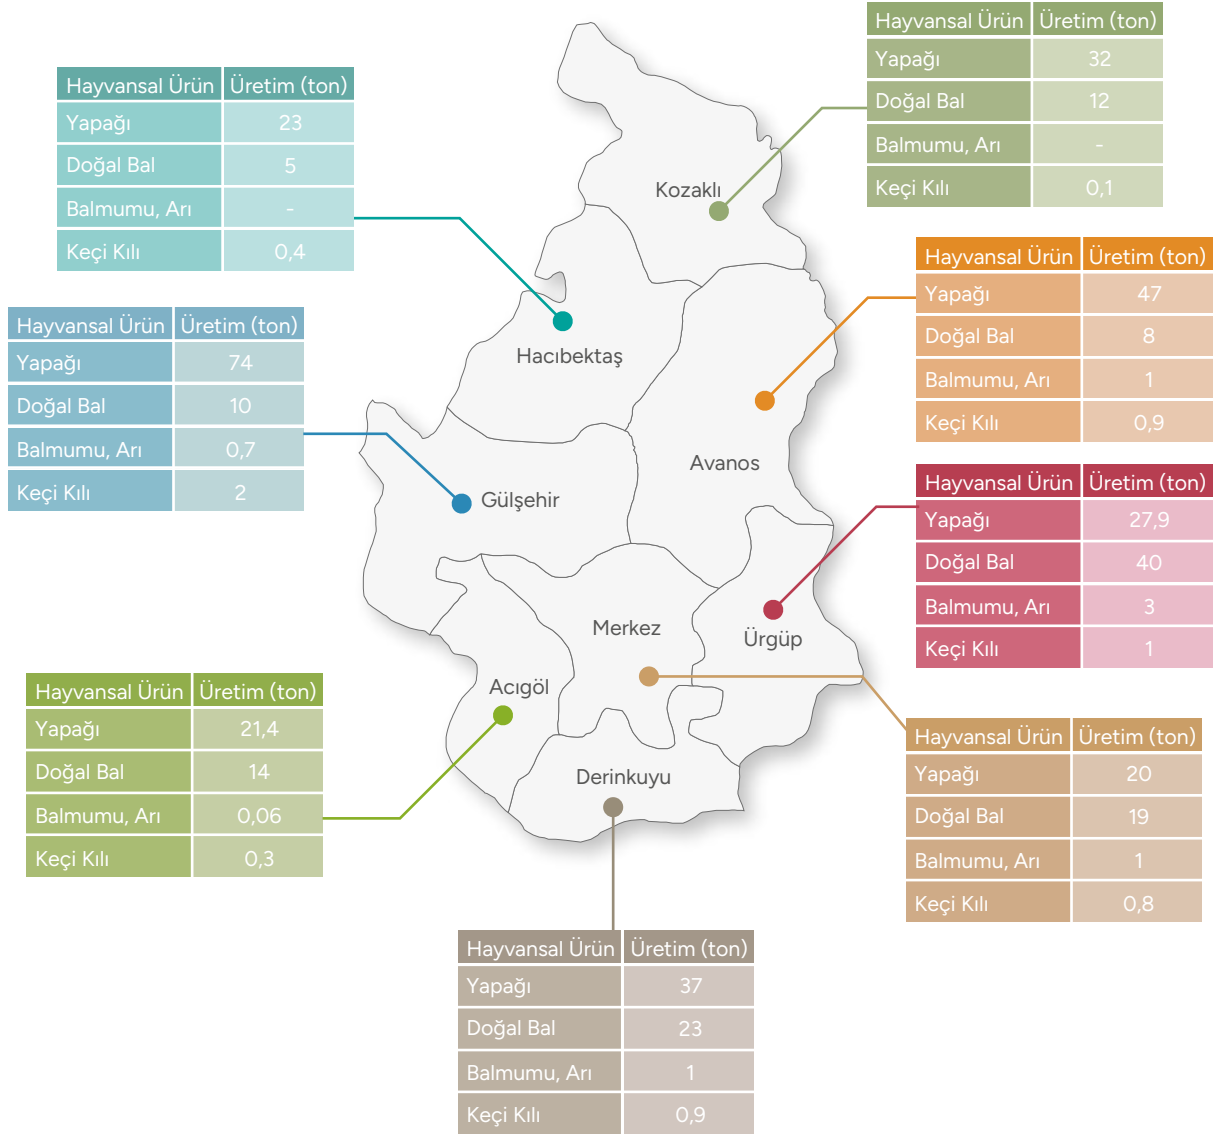 Hayvansal Ürün Üretim (ton)
Yapağı 32
Doğal Bal 12
Balmumu, Arı -
Keçi Kılı 0,1
Hayvansal Ürün Üretim (ton)
Yapağı 23
Doğal Bal 5
Balmumu, Arı -
Keçi Kılı 0,4
Kozaklı
Hayvansal Ürün Üretim (ton)
Yapağı 47
Doğal Bal 8
Balmumu, Arı 1
Keçi Kılı 0,9
Hayvansal Ürün Üretim (ton)
Yapağı 74
Doğal Bal 10
Balmumu, Arı 0,7
Keçi Kılı 2
Hacıbektaş
Avanos
Gülşehir
Hayvansal Ürün Üretim (ton)
Yapağı 27,9
Doğal Bal 40
Balmumu, Arı 3
Keçi Kılı 1
Merkez
Ürgüp
Acıgöl
Hayvansal Ürün Üretim (ton)
Yapağı 21,4
Doğal Bal 14
Balmumu, Arı 0,06
Keçi Kılı 0,3
Derinkuyu
Hayvansal Ürün Üretim (ton)
Yapağı 20
Doğal Bal 19
Balmumu, Arı 1
Keçi Kılı 0,8
Hayvansal Ürün Üretim (ton)
Yapağı 37
Doğal Bal 23
Balmumu, Arı 1
Keçi Kılı 0,9